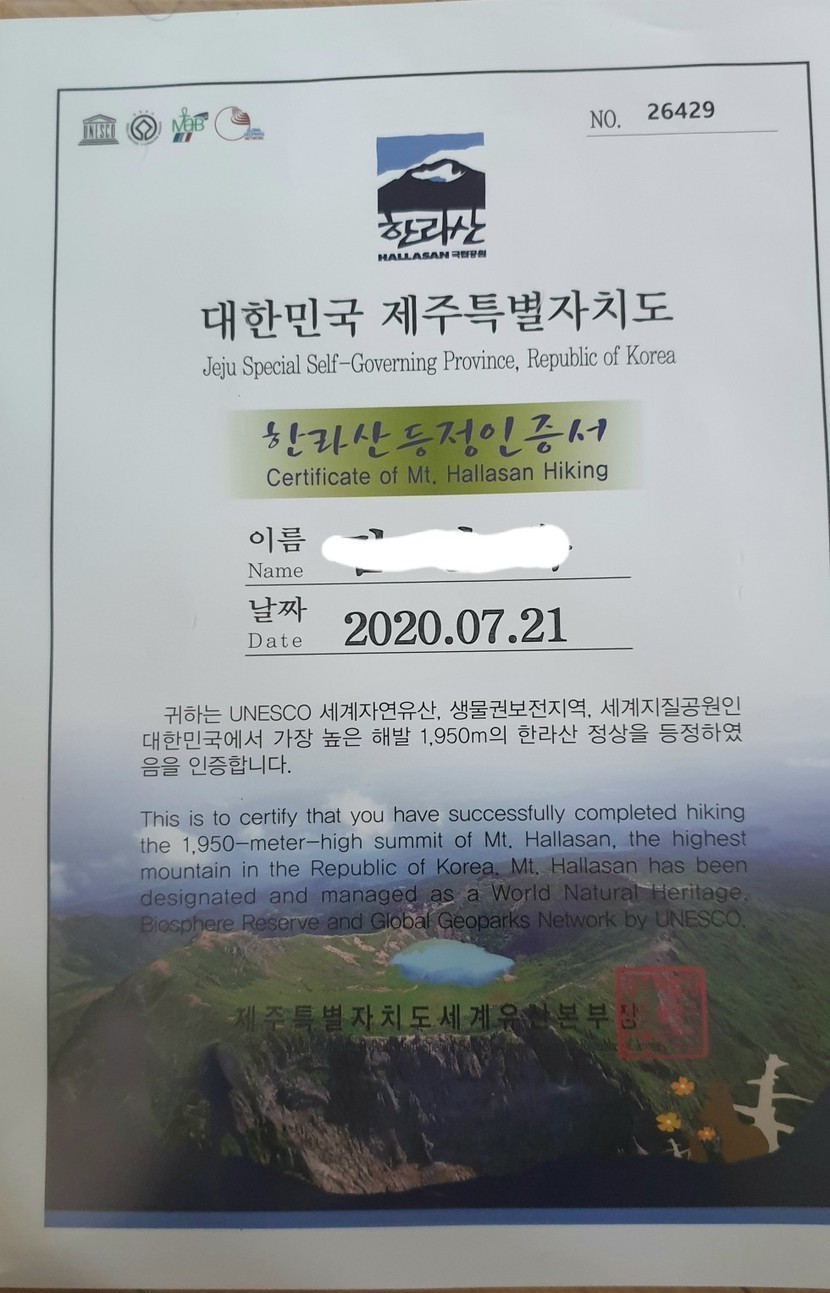 UNESCO
MaB
NO. 26429
한라산
HALLASAN 국립공원
대한민국 제주특별자치도
Jeju Special Self-Governing Province, Republic of Korea
한라산등정인증서
Certificate of Mt. Hallasan Hiking
이름
Name
날짜 2020.07.21
Date
귀하는 UNESCO 세계자연유산, 생물권보전지역, 세계지질공원인
대한민국에서 가장 높은 해발 1,950m의 한라산 정상을 등정하였
음을 인증합니다.
This is to certify that you have successfully completed hiking
the 1,950-meter-high summit of Mt. Hallasan, the highest
mountain in the Republic of Korea. Mt. Hallasan has been
designated and managed as a World Natural Heritage,
Biosphere Reserve and Global Geoparks Network by UNESCO.
제주특별자치도세계유산본부장